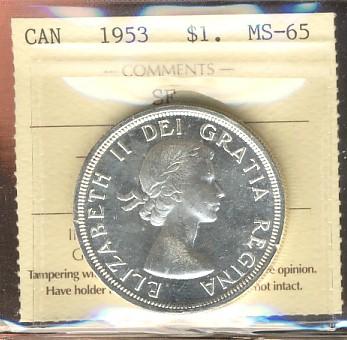 CAN 1953 $1. MS-65
COMMENTS
SF
ELIZABETH II DEI GRATIA REGINA
Tampering opinion.
Have holder not intact.